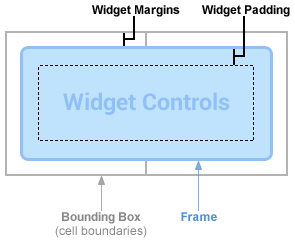 Widget Margins
Widget Padding
Widget Controls
Bounding Box
(cell boundaries)
Frame